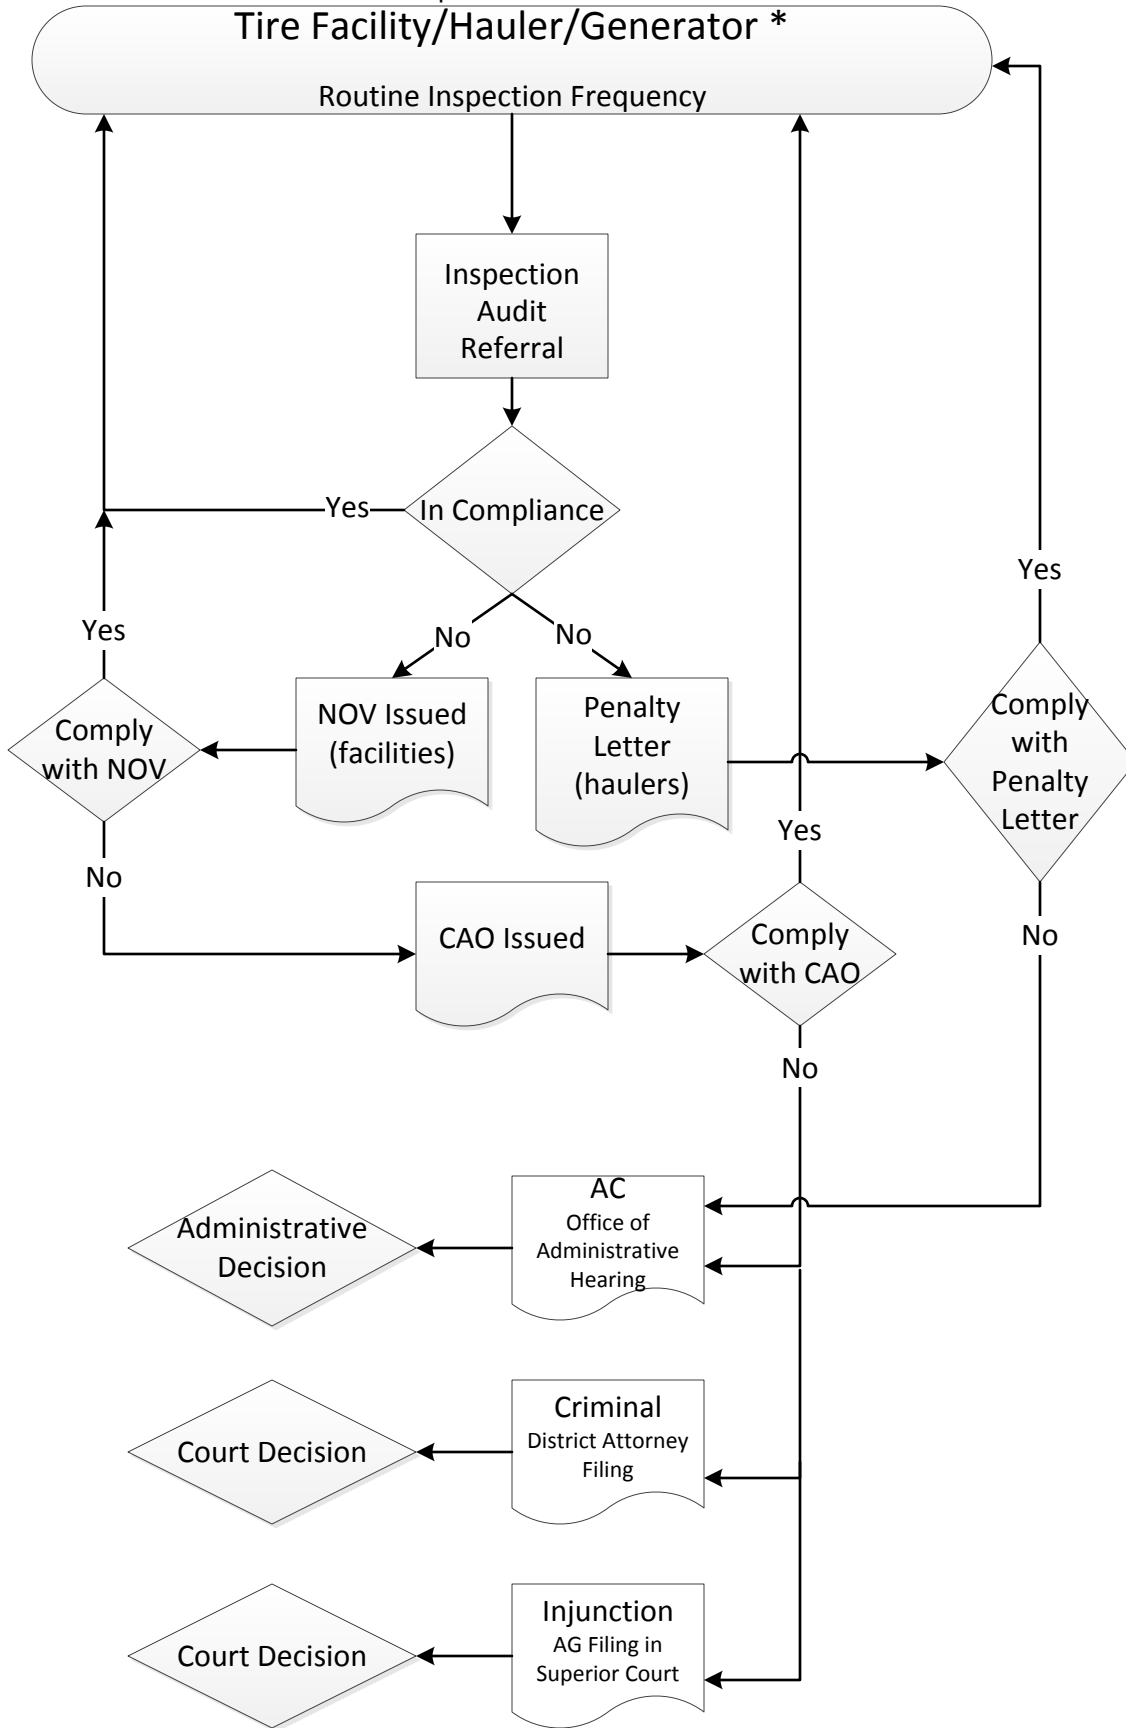 Tire Facility/Hauler/Generator *
Routine Inspection Frequency
Inspection
Audit
Referral
In Compliance
Yes
Yes
Yes
No
No
NOV Issued
(facilities)
Penalty
Letter
(haulers)
Comply
with NOV
Comply
with
Penalty
Letter
Yes
No
CAO Issued
Comply
with CAO
No
No
AC
Office of
Administrative
Hearing
Administrative
Decision
Criminal
District Attorney
Filing
Court Decision
Injunction
AG Filing in
Superior Court
Court Decision